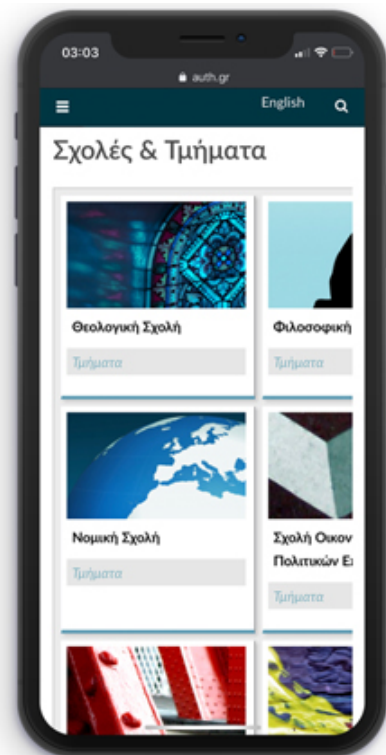 03:03
auth.gr
English
Σχολές & Τμήματα
Θεολογική Σχολή
Φιλοσοφική
Τμήματα
Τμήματα
Νομική Σχολή
Σχολή Οικον
Πολιτικών
Τμήματα
Τμήματα